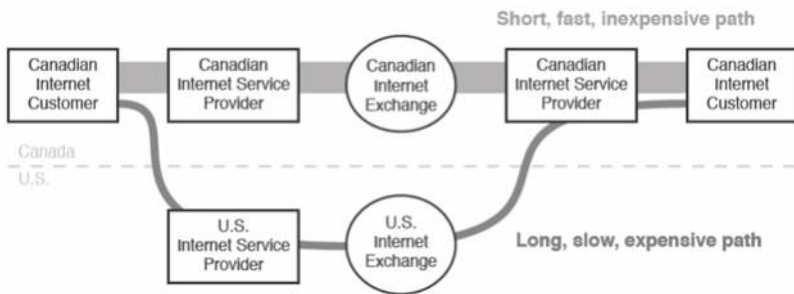 Short, fast, inexpensive path
Canadian
Internet
Customer
Canadian
Internet Service
Provider
Canadian
Internet
Exchange
Canadian
Internet Service
Provider
Canadian
Internet
Customer
Canada
U.S.
U.S.
Internet Service
Provider
U.S.
Internet
Exchange
Long, slow, expensive path